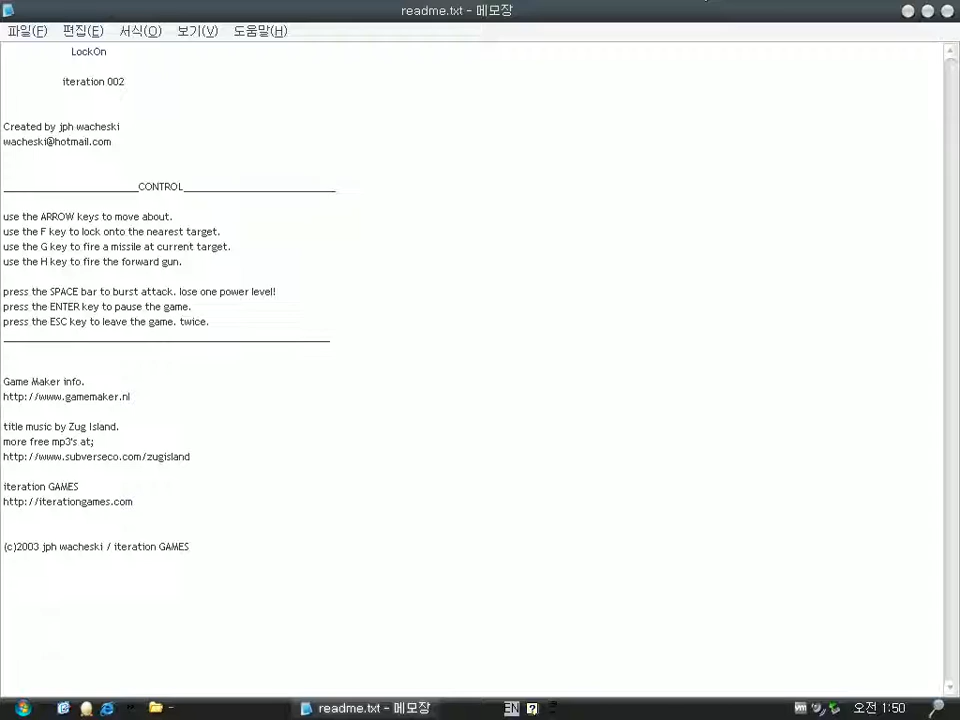 readme.txt - 메모장
파일(F) 편집(E) 서식(O) 보기(V) 도움말(H)
LockOn
iteration 002
Created by jph wacheski
wacheski@hotmail.com
______________________CONTROL________________________
use the ARROW keys to move about.
use the F key to lock onto the nearest target.
use the G key to fire a missile at current target.
use the H key to fire the forward gun.
press the SPACE bar to burst attack. lose one power level!
press the ENTER key to pause the game.
press the ESC key to leave the game. twice.
Game Maker info.
http://www.gamemaker.nl
title music by Zug Island.
more free mp3's at;
http://www.subverseco.com/zugisland
iteration GAMES
http://iterationgames.com
(c)2003 jph wacheski / iteration GAMES
readme.txt - 메모장
EN
오전 1:50